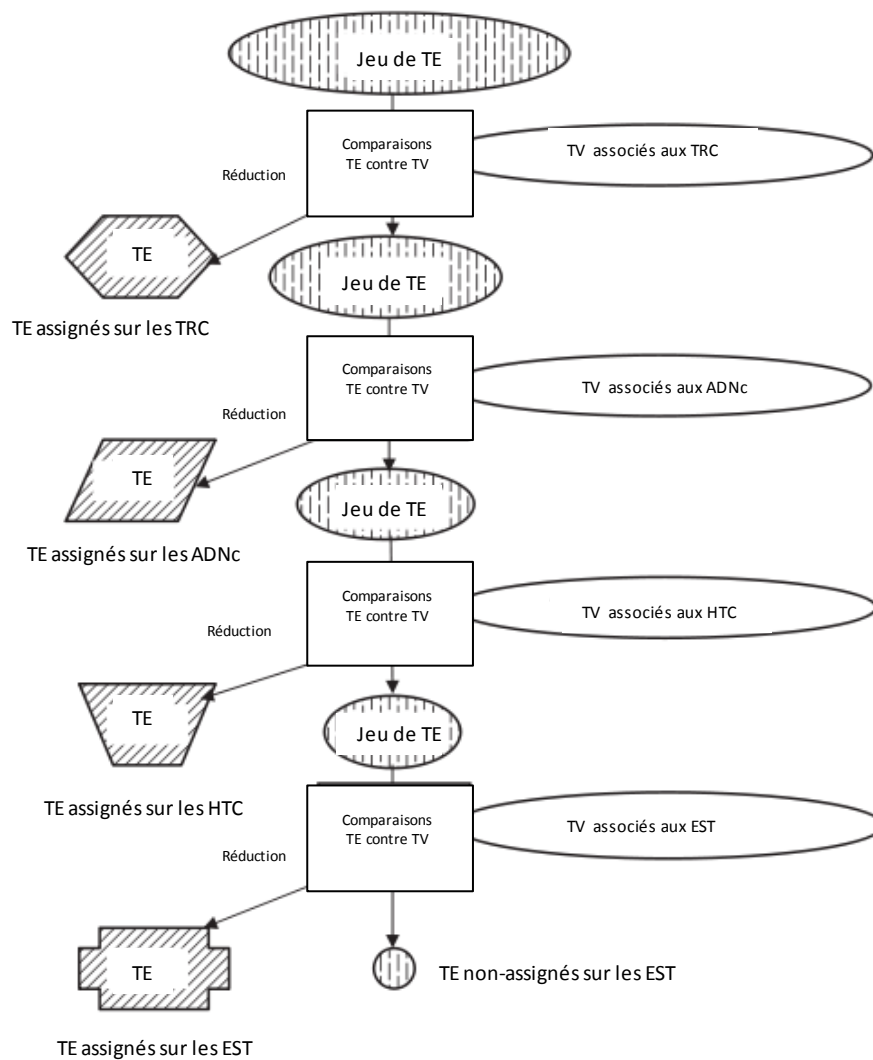 Jeu de TE
Comparaisons
TE contre TV
TV associés aux TRC
Réduction
TE
Jeu de TE
TE assignés sur les TRC
Comparaisons
TE contre TV
TV associés aux ADNc
Réduction
TE
Jeu de TE
TE assignés sur les ADNc
Comparaisons
TE contre TV
TV associés aux HTC
Réduction
TE
Jeu de TE
TE assignés sur les HTC
Comparaisons
TE contre TV
TV associés aux EST
Réduction
TE
TE non-assignés sur les EST
TE assignés sur les EST